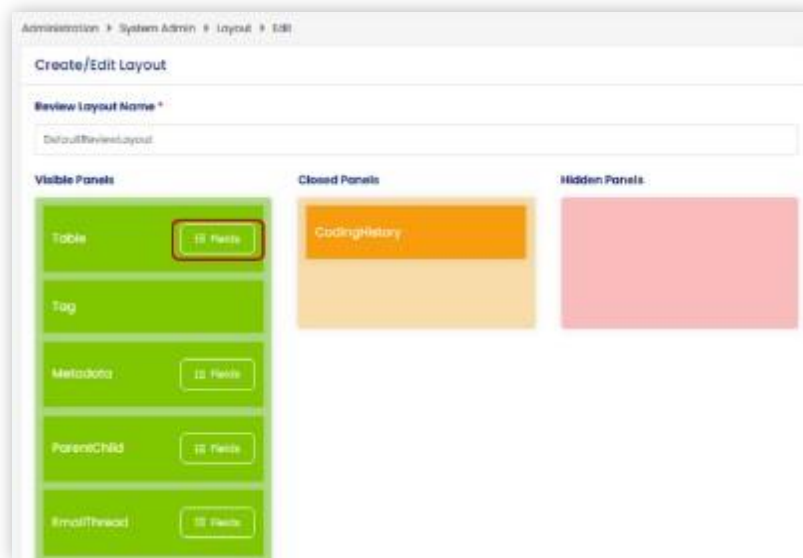 Administration > System Admin > Layout > Edit
Create/Edit Layout
Review Layout Name *
DefaultReviewLayout
Visible Panels
Closed Panels
Hidden Panels
Table
Fields
CodingHistory
Tag
Metadata
Fields
ParentChild
Fields
EmailThread
Fields